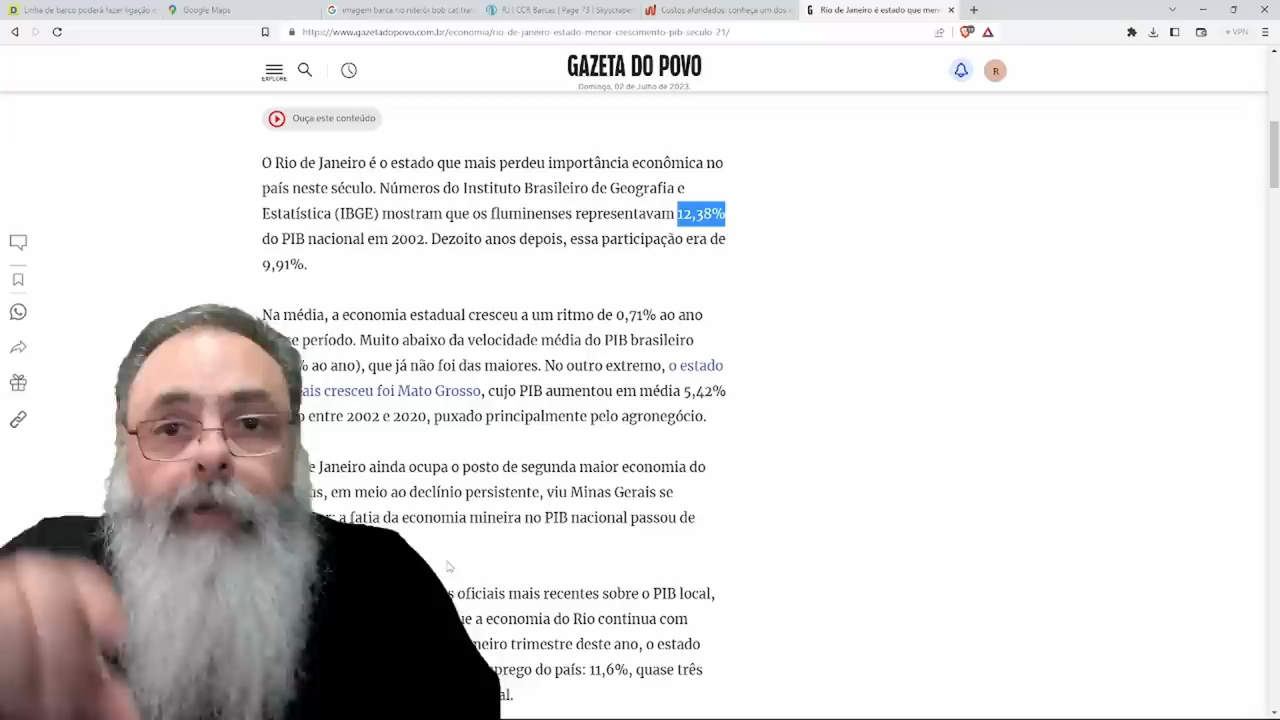 Linha de barco poderá fazer ligação e
Google Maps
imagem barca no niterói bob cat tran
RJ | CCR Barcas | Page 73 | Skyscraper
Custos afundados: conheça um dos v
Rio de Janeiro é estado que meno
https://www.gazetadopovo.com.br/economia/rio-de-janeiro-estado-menor-crescimento-pib-seculo-21/
VPN
EXPLORE
GAZETA DO POVO
R
Domingo, 02 de Julho de 2023.
Ouça este conteúdo
O Rio de Janeiro é o estado que mais perdeu importância econômica no
país neste século. Números do Instituto Brasileiro de Geografia e
Estatística (IBGE) mostram que os fluminenses representavam 12,38%
do PIB nacional em 2002. Dezoito anos depois, essa participação era de
9,91%.
Na média, a economia estadual cresceu a um ritmo de 0,71% ao ano
se período. Muito abaixo da velocidade média do PIB brasileiro
% ao ano), que já não foi das maiores. No outro extremo, o estado
ais cresceu foi Mato Grosso, cujo PIB aumentou em média 5,42%
o entre 2002 e 2020, puxado principalmente pelo agronegócio.
e Janeiro ainda ocupa o posto de segunda maior economia do
as, em meio ao declínio persistente, viu Minas Gerais se
r: a fatia da economia mineira no PIB nacional passou de
s oficiais mais recentes sobre o PIB local,
ue a economia do Rio continua com
meiro trimestre deste ano, o estado
prego do país: 11,6%, quase três
al.